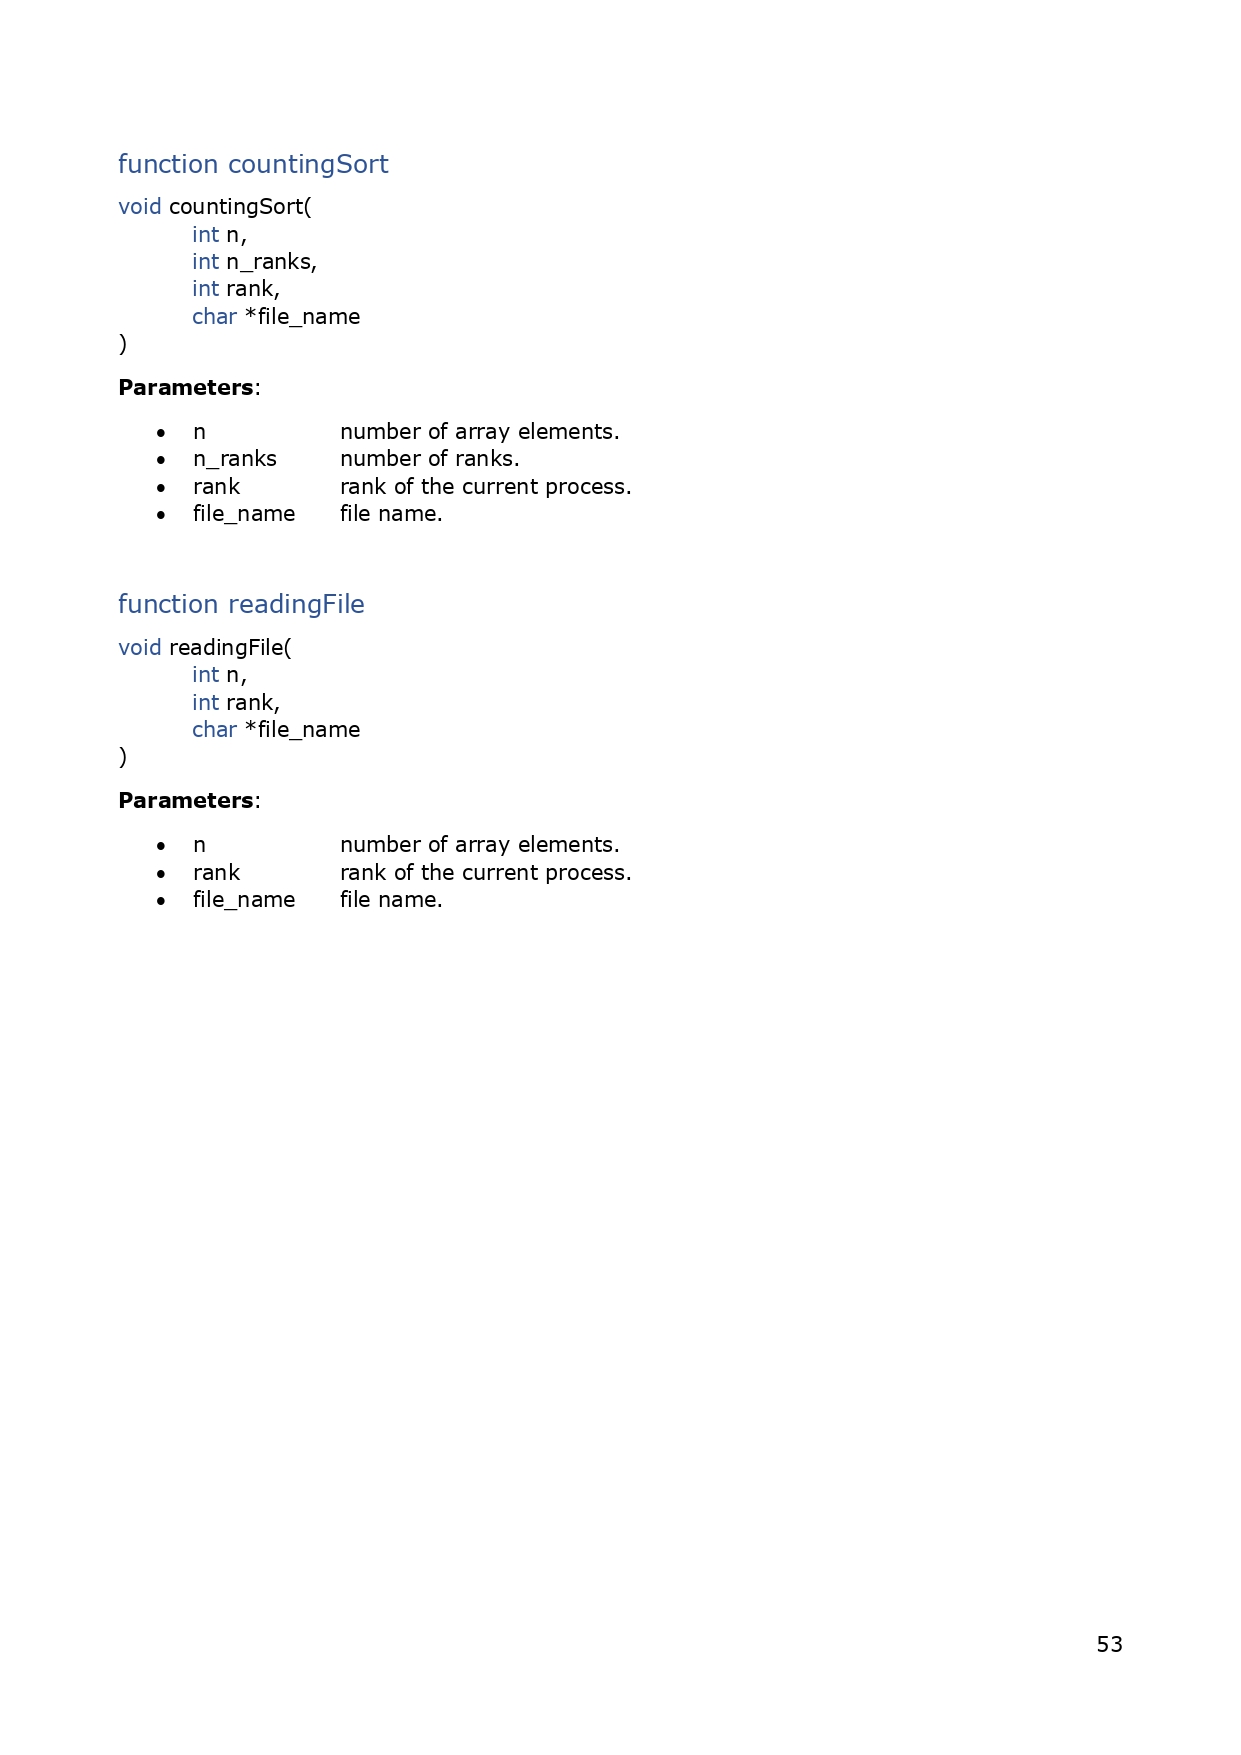 function countingSort
void countingSort(
int n,
int n_ranks,
int rank,
char *file_name
)
Parameters:
• n number of array elements.
• n_ranks number of ranks.
• rank rank of the current process.
• file_name file name.
function readingFile
void readingFile(
int n,
int rank,
char *file_name
)
Parameters:
• n number of array elements.
• rank rank of the current process.
• file_name file name.
53